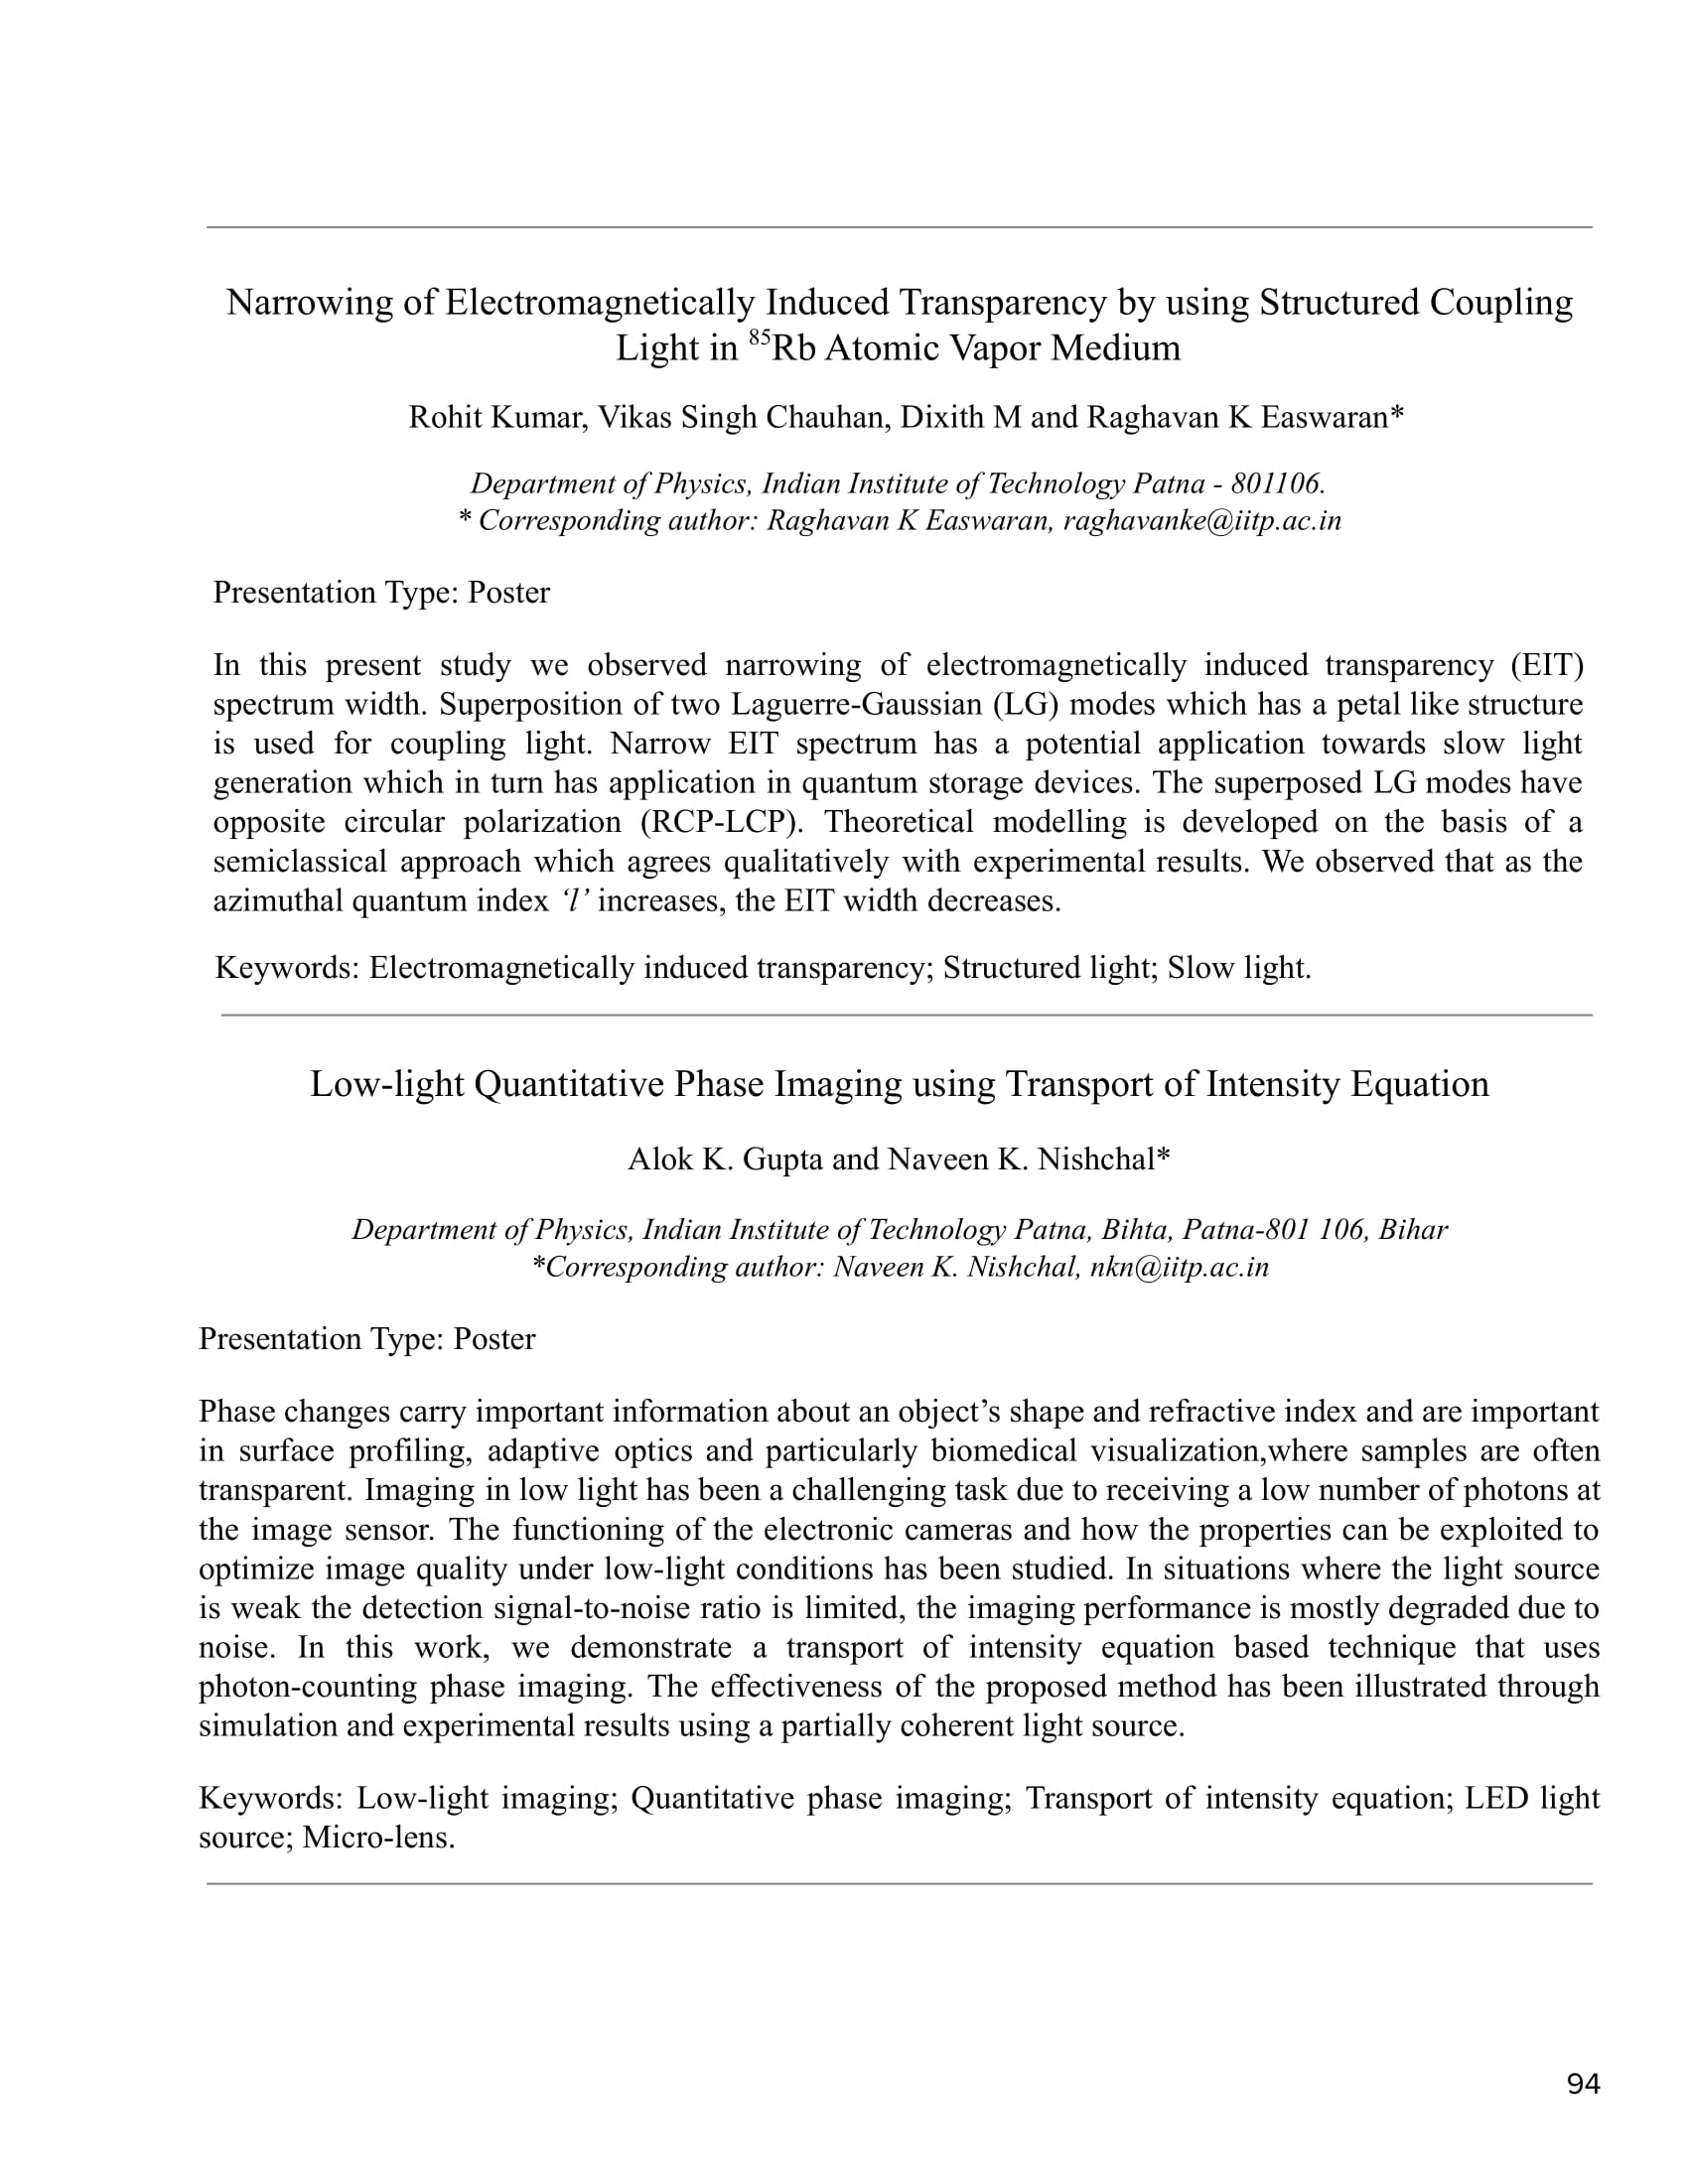 Narrowing of Electromagnetically Induced Transparency by using Structured Coupling
Light in ⁸⁵Rb Atomic Vapor Medium
Rohit Kumar, Vikas Singh Chauhan, Dixith M and Raghavan K Easwaran*
Department of Physics, Indian Institute of Technology Patna - 801106.
* Corresponding author: Raghavan K Easwaran, raghavanke@iitp.ac.in
Presentation Type: Poster
In this present study we observed narrowing of electromagnetically induced transparency (EIT)
spectrum width. Superposition of two Laguerre-Gaussian (LG) modes which has a petal like structure
is used for coupling light. Narrow EIT spectrum has a potential application towards slow light
generation which in turn has application in quantum storage devices. The superposed LG modes have
opposite circular polarization (RCP-LCP). Theoretical modelling is developed on the basis of a
semiclassical approach which agrees qualitatively with experimental results. We observed that as the
azimuthal quantum index ‘l’ increases, the EIT width decreases.
Keywords: Electromagnetically induced transparency; Structured light; Slow light.
Low-light Quantitative Phase Imaging using Transport of Intensity Equation
Alok K. Gupta and Naveen K. Nishchal*
Department of Physics, Indian Institute of Technology Patna, Bihta, Patna-801 106, Bihar
*Corresponding author: Naveen K. Nishchal, nkn@iitp.ac.in
Presentation Type: Poster
Phase changes carry important information about an object’s shape and refractive index and are important
in surface profiling, adaptive optics and particularly biomedical visualization,where samples are often
transparent. Imaging in low light has been a challenging task due to receiving a low number of photons at
the image sensor. The functioning of the electronic cameras and how the properties can be exploited to
optimize image quality under low-light conditions has been studied. In situations where the light source
is weak the detection signal-to-noise ratio is limited, the imaging performance is mostly degraded due to
noise. In this work, we demonstrate a transport of intensity equation based technique that uses
photon-counting phase imaging. The effectiveness of the proposed method has been illustrated through
simulation and experimental results using a partially coherent light source.
Keywords: Low-light imaging; Quantitative phase imaging; Transport of intensity equation; LED light
source; Micro-lens.
94